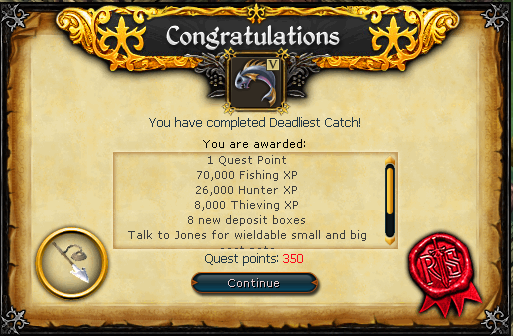 Congratulations
V
You have completed Deadliest Catch!
You are awarded:
1 Quest Point
70,000 Fishing XP
26,000 Hunter XP
8,000 Thieving XP
8 new deposit boxes
Talk to Jones for wieldable small and big
Quest points: 350
Continue